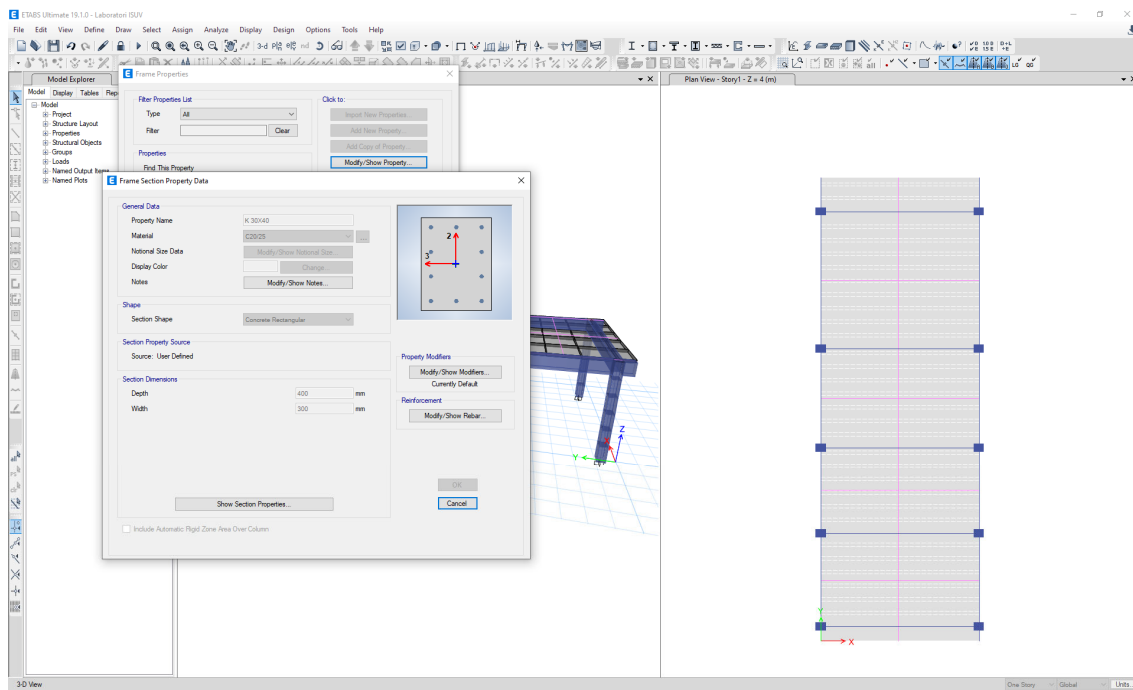 ETABS Ultimate 19.1.0 - Laboratori ISUV
File Edit View Define Draw Select Assign Analyze Display Design Options Tools Help
3-d
Model Explorer
Frame Properties
Plan View - Story1 - Z = 4 (m)
Model Display Tables Rep
Model
Project
Structure Layout
Properties
Structural Objects
Groups
Loads
Named Output Items
Named Plots
Filter Properties List
Type All
Filter Clear
Properties
Find This Property
Click to:
Import New Properties...
Add New Property...
Add Copy of Property...
Modify/Show Property...
Frame Section Property Data
General Data
Property Name K 30X40
Material C20/25 ...
Notional Size Data Modify/Show Notional Size...
Display Color Change...
Notes Modify/Show Notes...
2
3
Shape
Section Shape Concrete Rectangular
Section Property Source
Source: User Defined
Section Dimensions
Depth 400 mm
Width 300 mm
Property Modifiers
Modify/Show Modifiers...
Currently Default
Reinforcement
Modify/Show Rebar...
OK
Show Section Properties...
Cancel
Include Automatic Rigid Zone Area Over Column
Z
Y
Y
X
3-D View
One Story Global Units...